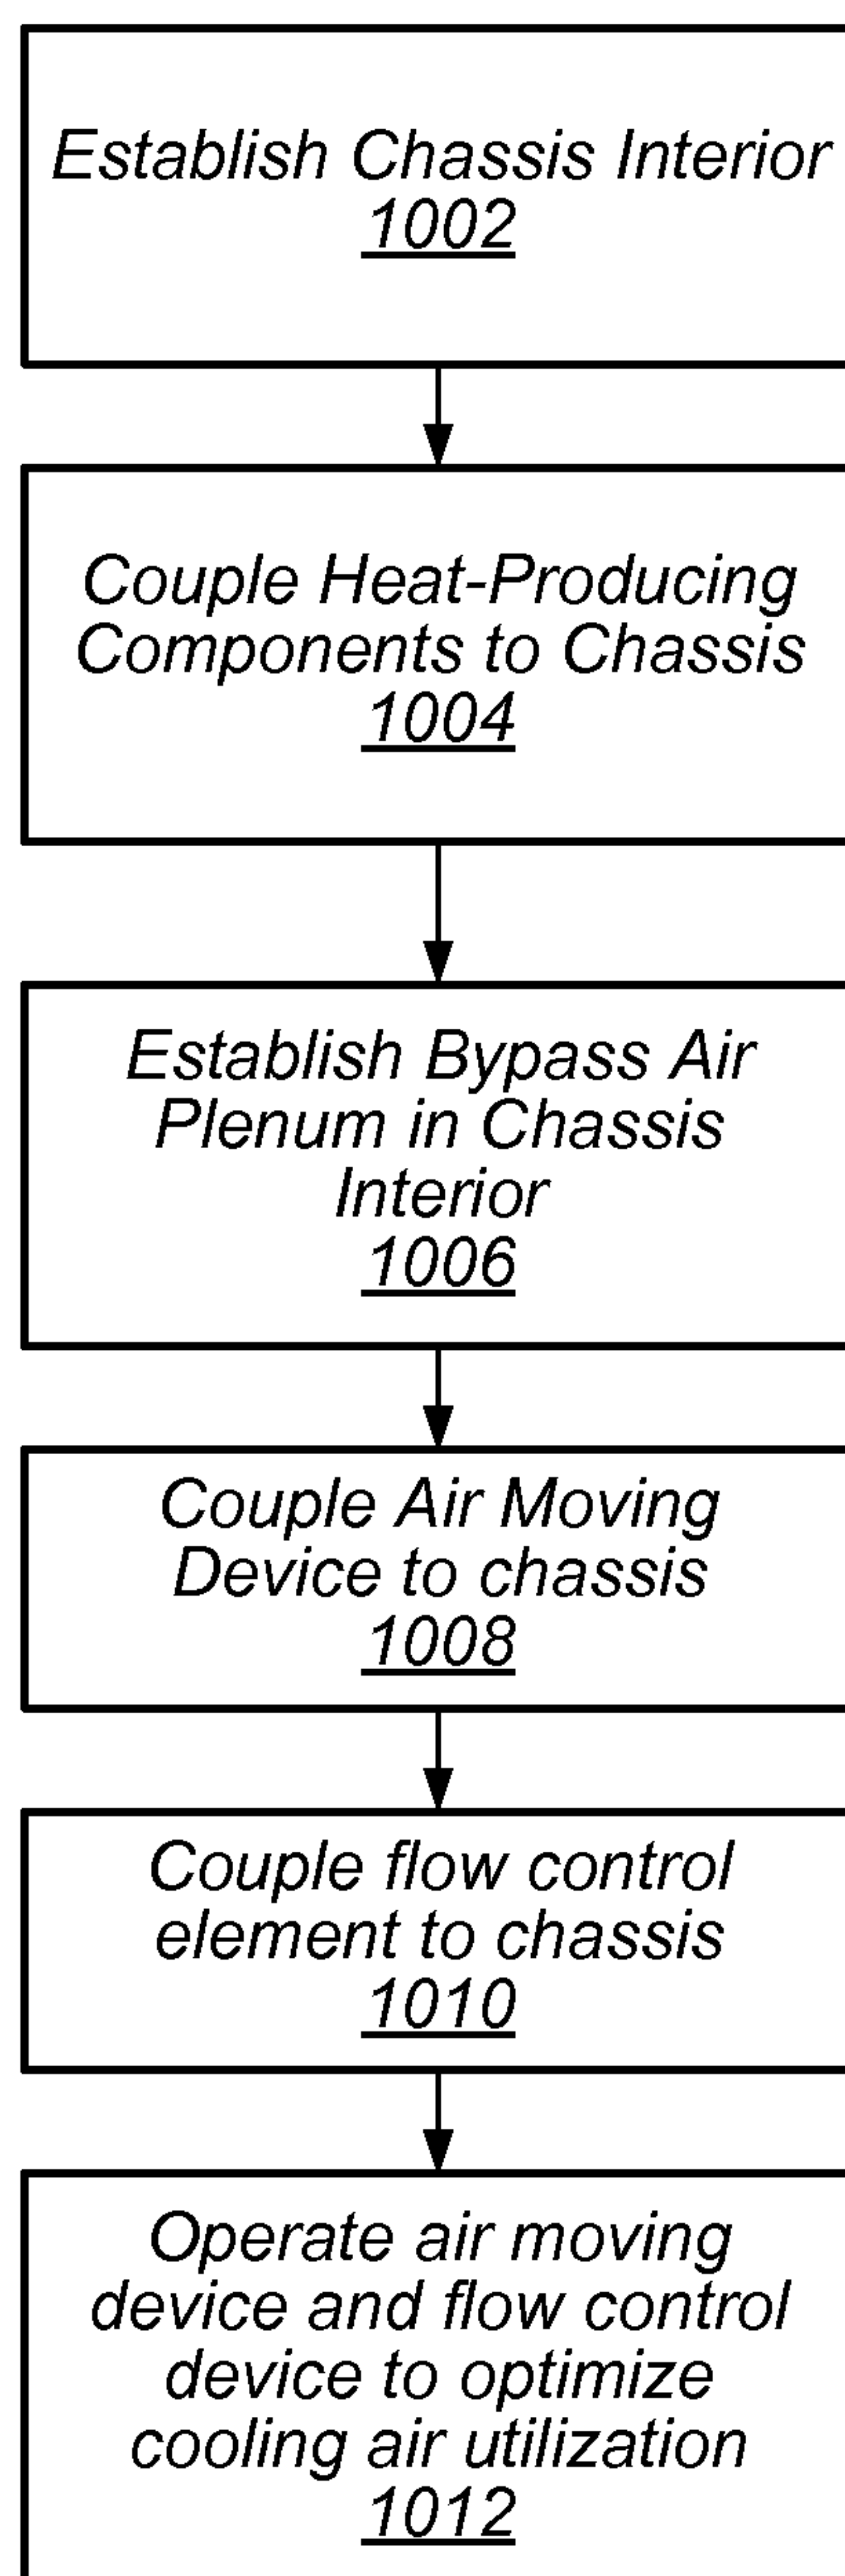 Establish Chassis Interior
1002
Couple Heat-Producing
Components to Chassis
1004
Establish Bypass Air
Plenum in Chassis
Interior
1006
Couple Air Moving
Device to chassis
1008
Couple flow control
element to chassis
1010
Operate air moving
device and flow control
device to optimize
cooling air utilization
1012